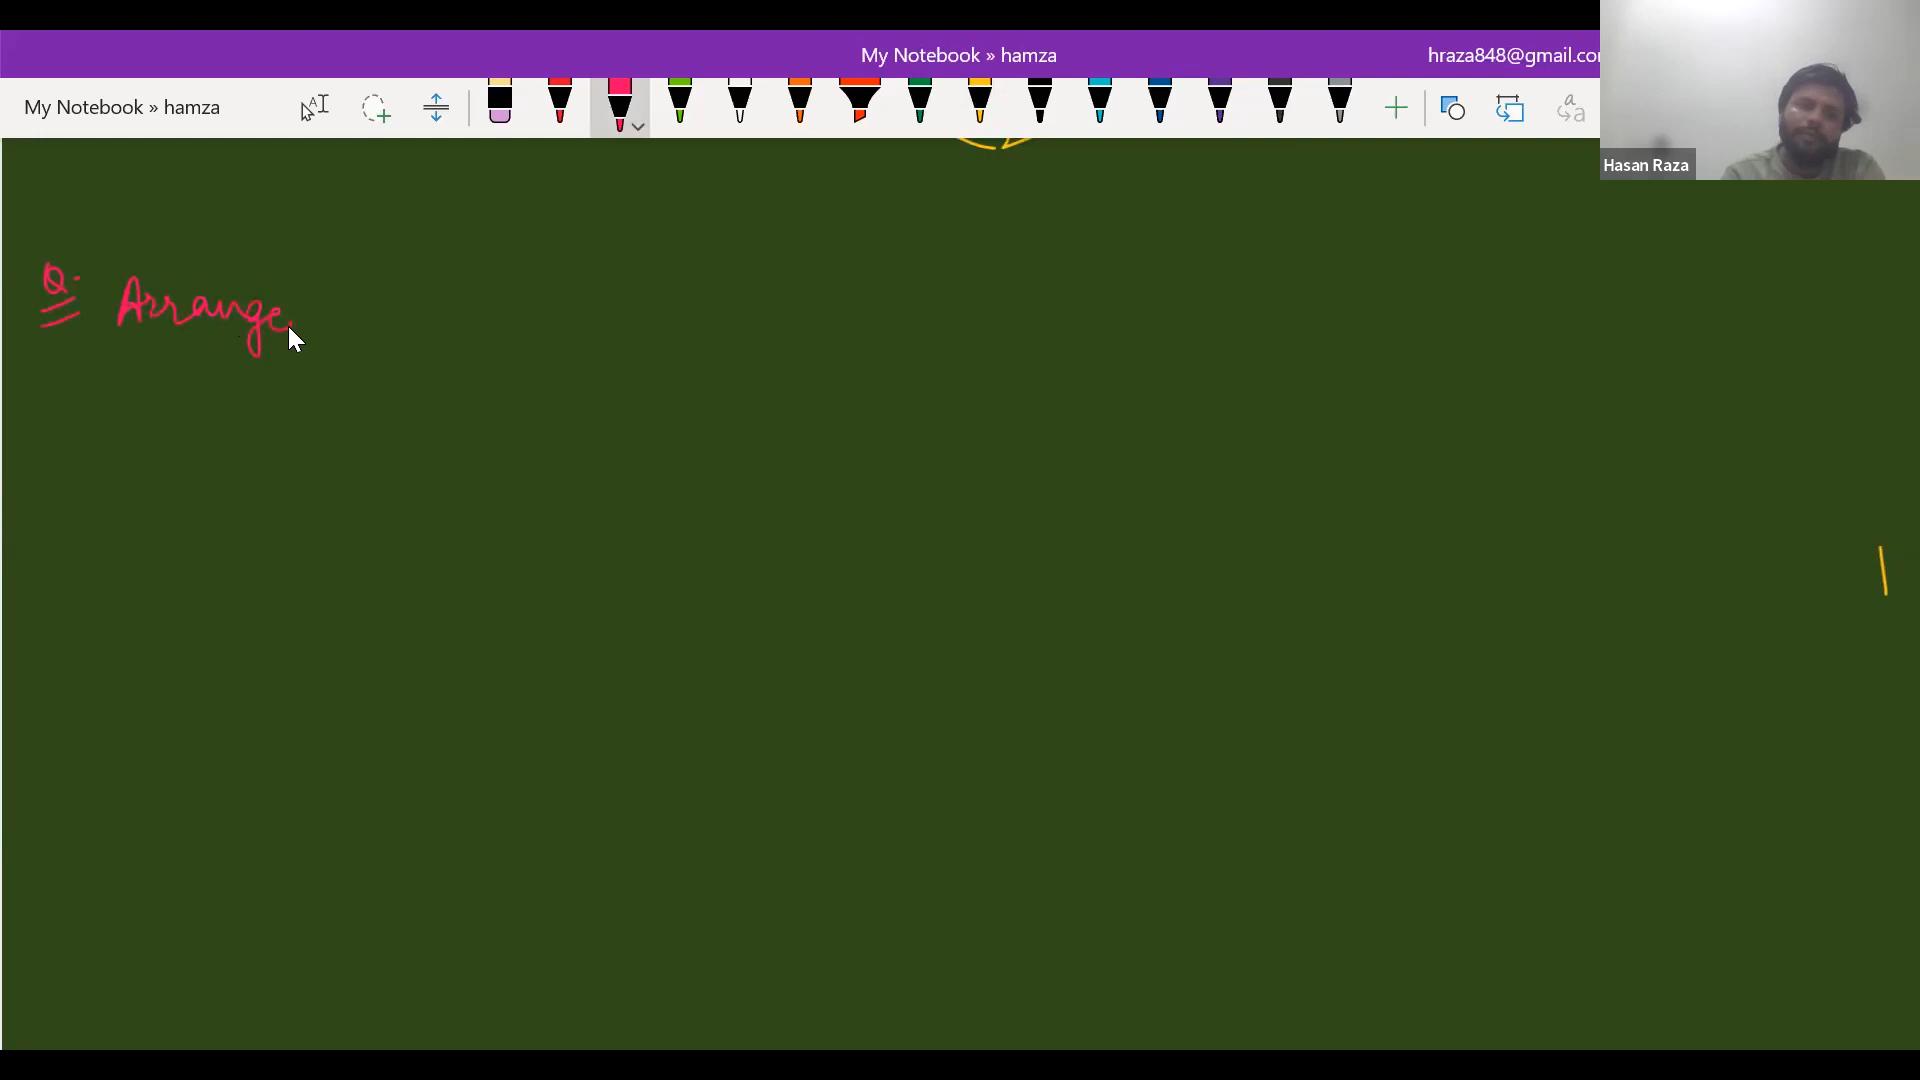 My Notebook » hamza
hraza848@gmail.co
My Notebook » hamza
Hasan Raza
Q. Arrange